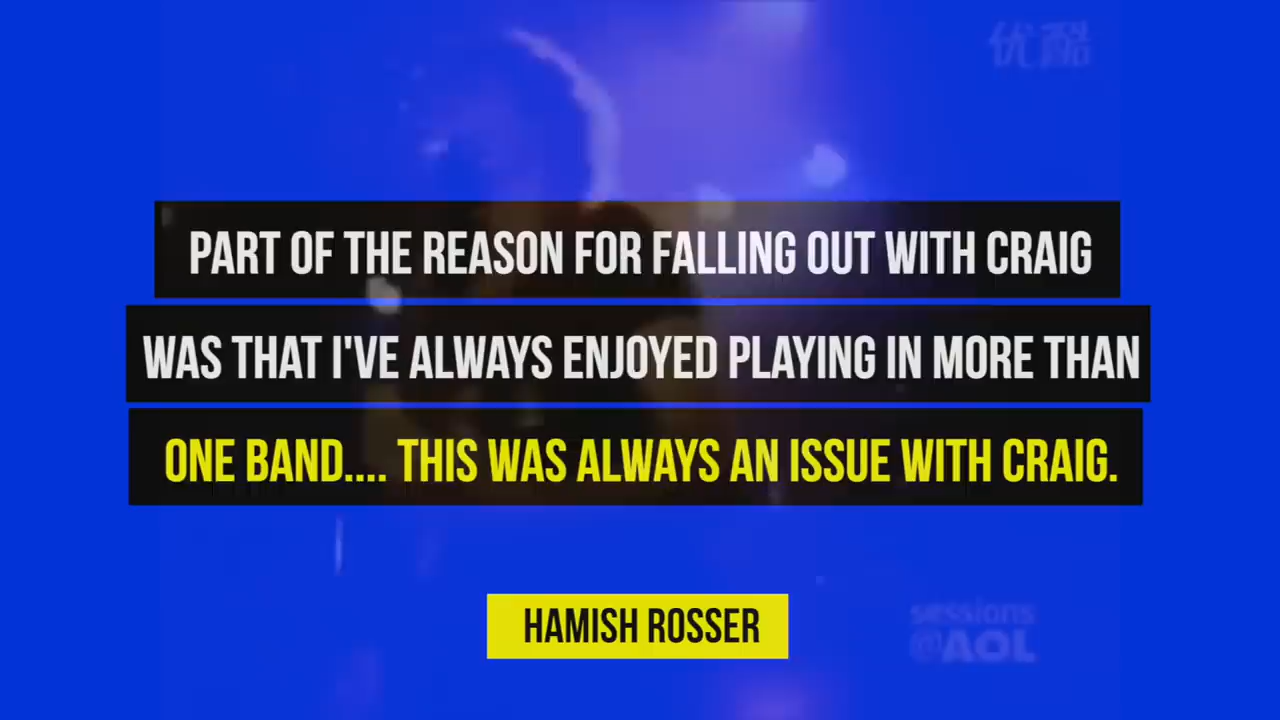 优酷
PART OF THE REASON FOR FALLING OUT WITH CRAIG
WAS THAT I'VE ALWAYS ENJOYED PLAYING IN MORE THAN
ONE BAND.... THIS WAS ALWAYS AN ISSUE WITH CRAIG.
HAMISH ROSSER
sessions
@AOL